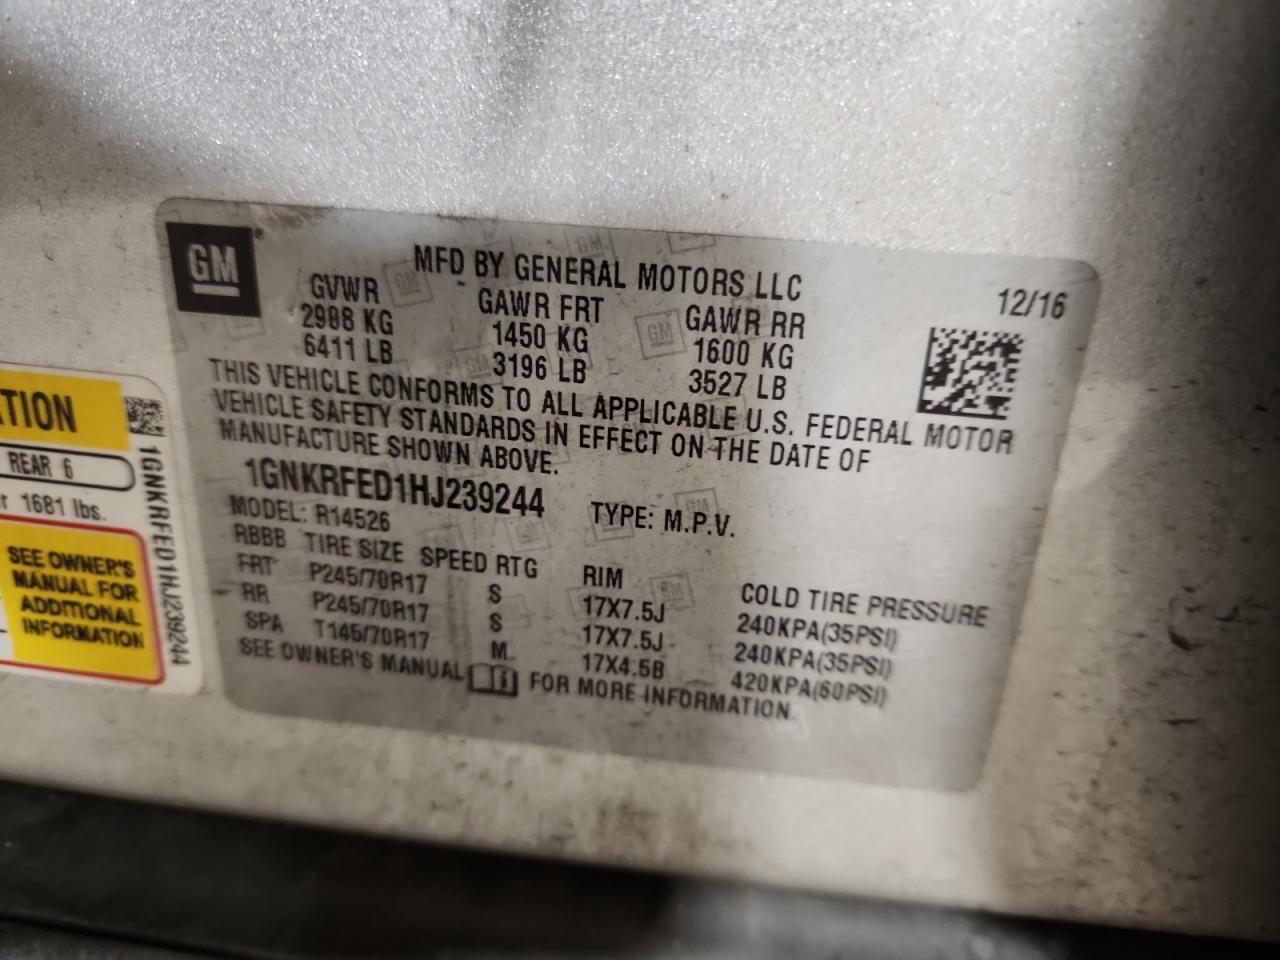 GM
MFD BY GENERAL MOTORS LLC
12/16
GVWR GAWR FRT GAWR RR
2908 KG 1450 KG 1600 KG
6411 LB 3196 LB 3527 LB
THIS VEHICLE CONFORMS TO ALL APPLICABLE U.S. FEDERAL MOTOR
VEHICLE SAFETY STANDARDS IN EFFECT ON THE DATE OF
MANUFACTURE SHOWN ABOVE.
1GNKRFED1HJ239244 TYPE: M.P.V.
MODEL: R14526
RBBB TIRE SIZE SPEED RTG RIM COLD TIRE PRESSURE
FRT P245/70R17 S 17X7.5J 240KPA(35PSI)
RR P245/70R17 S 17X7.5J 240KPA(35PSI)
SPA T145/70R17 M 17X4.5B 420KPA(60PSI)
SEE OWNER'S MANUAL i FOR MORE INFORMATION.
REAR 6
1681 lbs.
SEE OWNER'S
MANUAL FOR
ADDITIONAL
INFORMATION
1GNKRFED1HJ239244